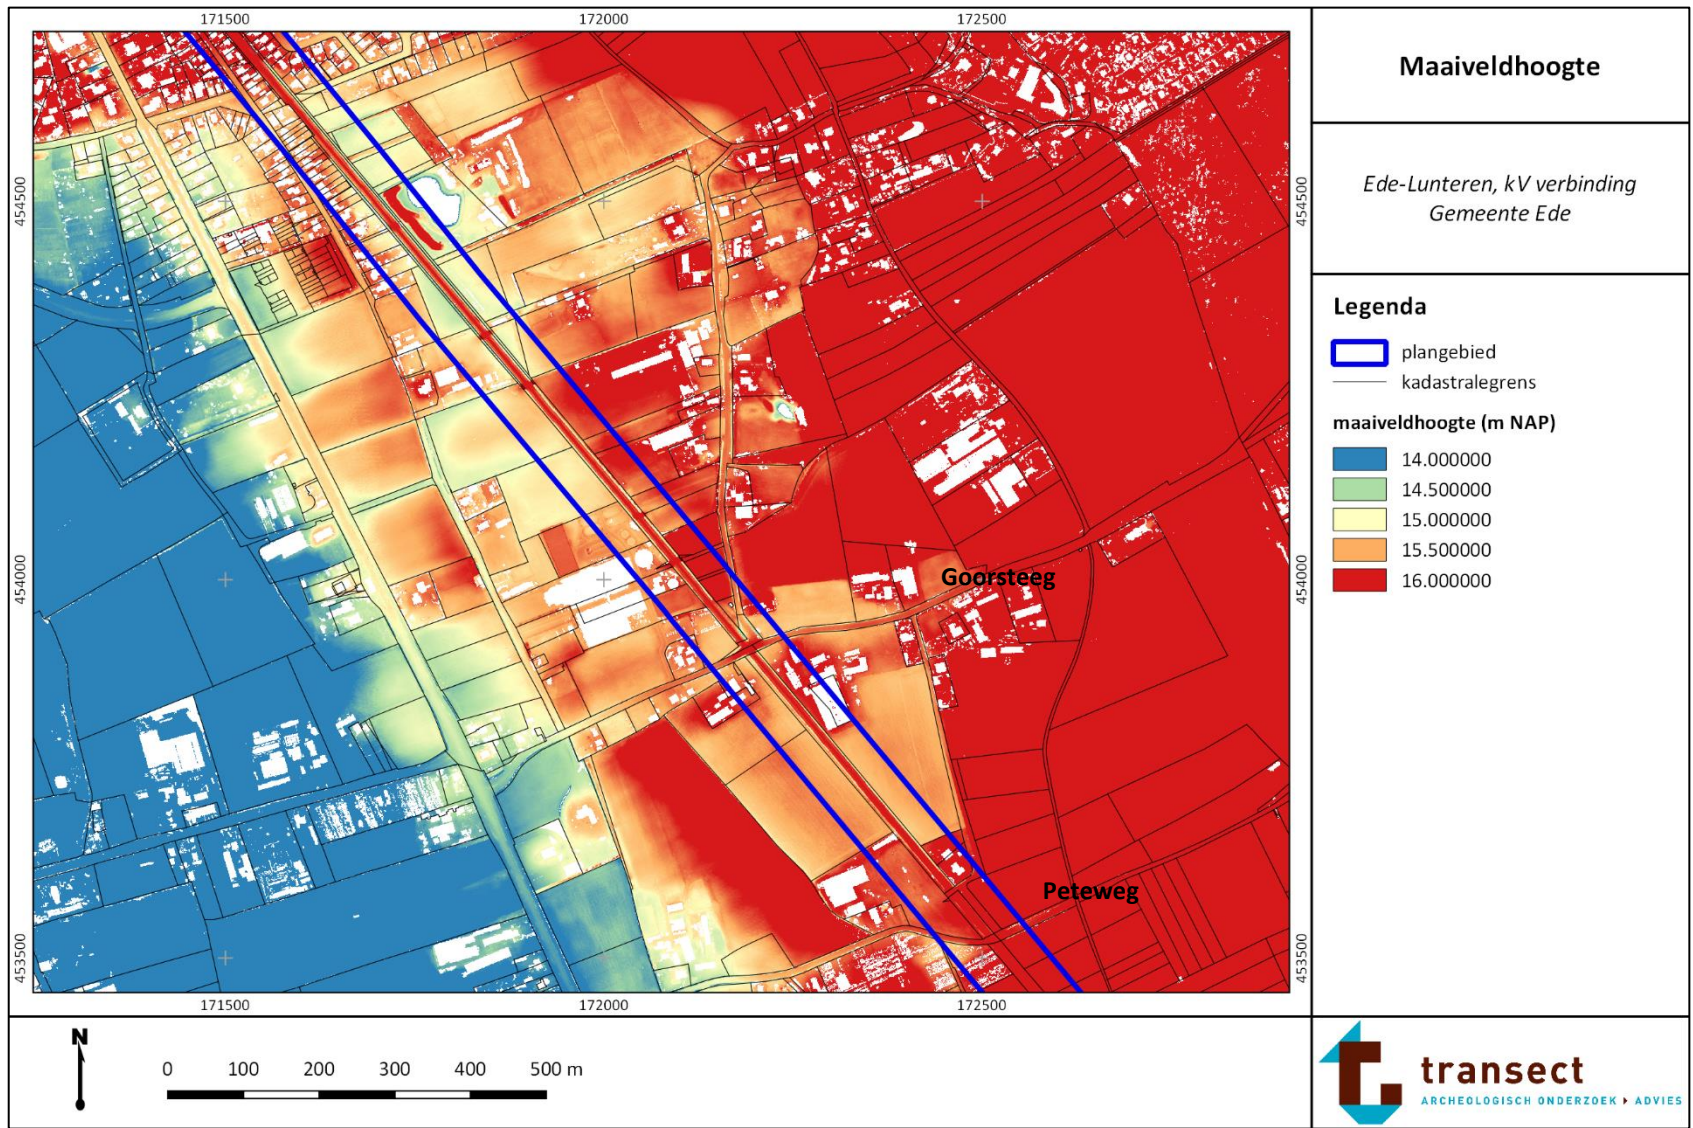 171500 172000 172500
454500 454500
454000 454000
453500 453500
Goorsteeg
Peteweg
171500 172000 172500
Maaiveldhoogte
Ede-Lunteren, kV verbinding
Gemeente Ede
Legenda
plangebied
kadastralegrens
maaiveldhoogte (m NAP)
14.000000
14.500000
15.000000
15.500000
16.000000
N
0 100 200 300 400 500 m
transect
ARCHEOLOGISCH ONDERZOEK ▸ ADVIES